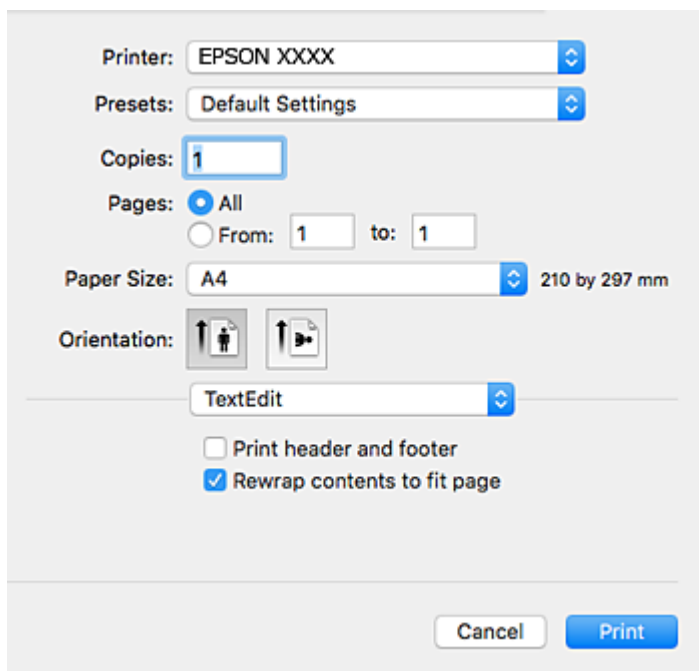 Printer: EPSON XXXX
Presets: Default Settings
Copies: 1
Pages: All
From: 1 to: 1
Paper Size: A4 210 by 297 mm
Orientation:
TextEdit
Print header and footer
Rewrap contents to fit page
Cancel Print